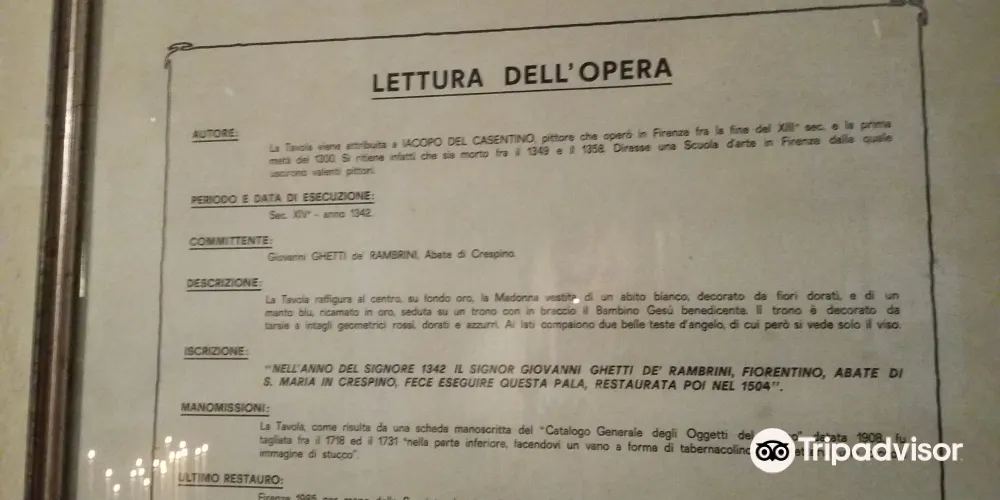 LETTURA DELL'OPERA
AUTORE:
La Tavola viene attribuita a IACOPO DEL CASENTINO, pittore che operò in Firenze fra la fine del XIII° sec. e la prima
metà del 1300. Si ritiene infatti che sia morto fra il 1349 e il 1358. Diresse una Scuola d'arte in Firenze dalla quale
uscirono valenti pittori.
PERIODO E DATA DI ESECUZIONE:
Sec. XIV° - anno 1342.
COMMITTENTE:
Giovanni GHETTI de' RAMBRINI, Abate di Crespino.
DESCRIZIONE:
La Tavola raffigura al centro, su fondo oro, la Madonna vestita di un abito bianco, decorato da fiori dorati, e di un
manto blu, ricamato in oro, seduta su un trono con in braccio il Bambino Gesù benedicente. Il trono è decorato da
tarsie a intagli geometrici rossi, dorati e azzurri. Ai lati compaiono due belle teste d'angelo, di cui però si vede solo il viso.
ISCRIZIONE:
"NELL'ANNO DEL SIGNORE 1342 IL SIGNOR GIOVANNI GHETTI DE' RAMBRINI, FIORENTINO, ABATE DI
S. MARIA IN CRESPINO, FECE ESEGUIRE QUESTA PALA, RESTAURATA POI NEL 1504".
MANOMISSIONI:
La Tavola, come risulta da una scheda manoscritta del "Catalogo Generale degli Oggetti del datata 1908, fu
tagliata fra il 1718 ed il 1731 "nella parte inferiore, facendovi un vano a forma di tabernacolino
immagine di stucco".
ULTIMO RESTAURO:
Firenze 1985
Tripadvisor